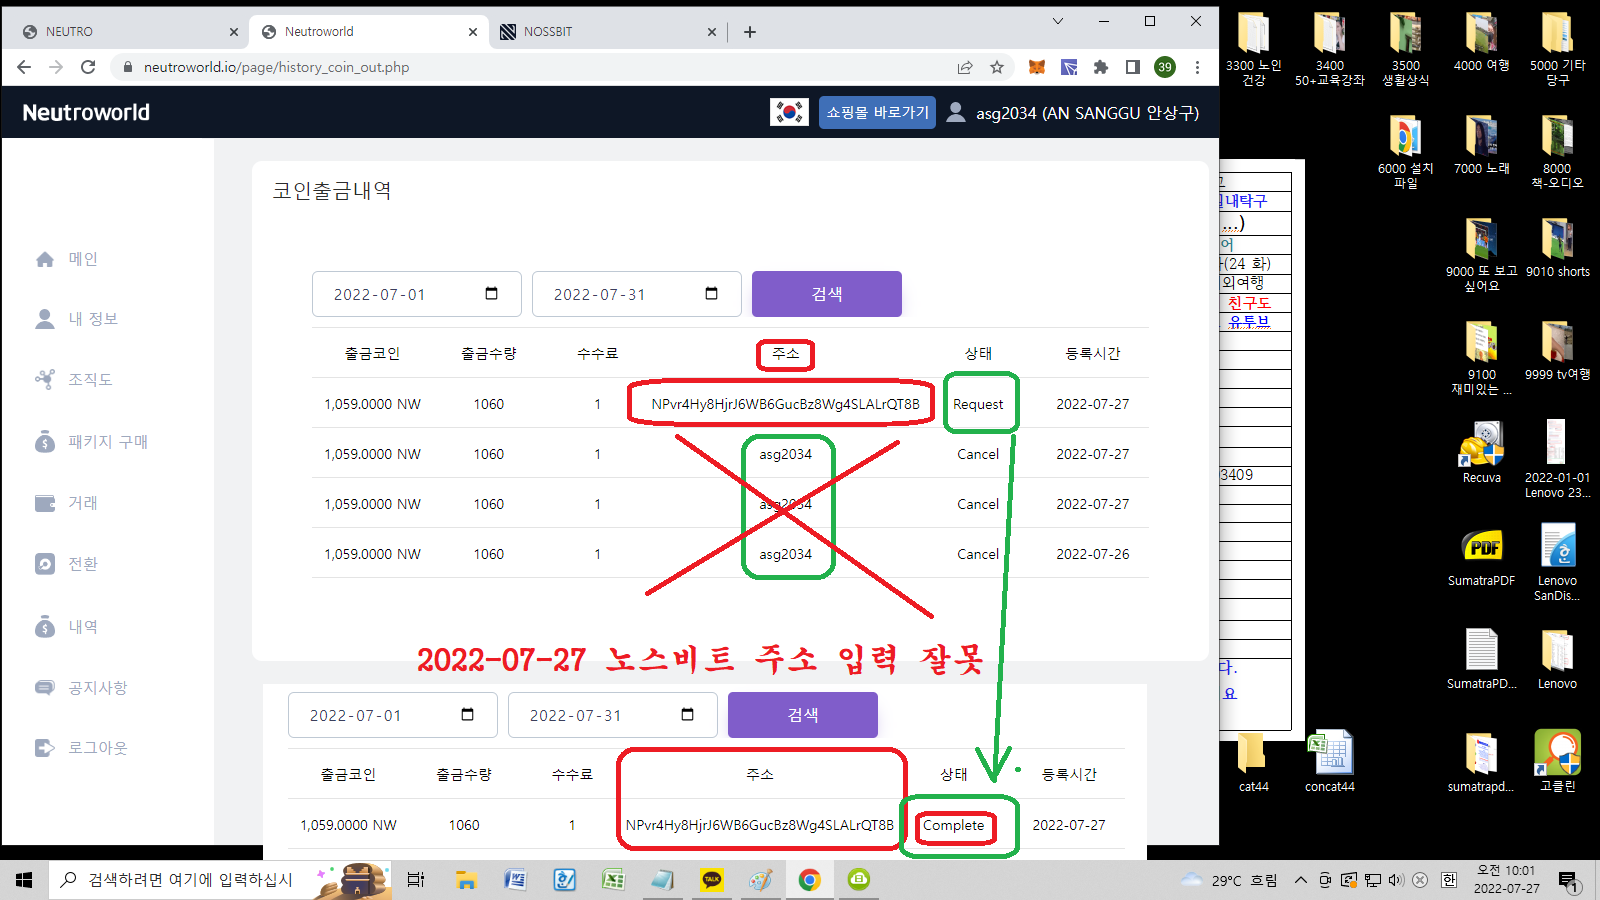 NEUTRO
Neutroworld
NOSSBIT
neutroworld.io/page/history_coin_out.php
39
Neutroworld
쇼핑몰 바로가기
asg2034 (AN SANGGU 안상구)
메인
내 정보
조직도
패키지 구매
거래
전환
내역
공지사항
로그아웃
코인출금내역
2022-07-01
2022-07-31
검색
출금코인 출금수량 수수료 주소 상태 등록시간
1,059.0000 NW 1060 1 NPvr4Hy8HjrJ6WB6GucBz8Wg4SLALrQT8B Request 2022-07-27
1,059.0000 NW 1060 1 asg2034 Cancel 2022-07-27
1,059.0000 NW 1060 1 asg2034 Cancel 2022-07-27
1,059.0000 NW 1060 1 asg2034 Cancel 2022-07-26
2022-07-27 노스비트 주소 입력 잘못
2022-07-01
2022-07-31
검색
출금코인 출금수량 수수료 주소 상태 등록시간
1,059.0000 NW 1060 1 NPvr4Hy8HjrJ6WB6GucBz8Wg4SLALrQT8B Complete 2022-07-27
3300 노인
건강
3400
50+교육강좌
3500
생활상식
4000 여행
5000 기타
당구
6000 설치
파일
7000 노래
8000
책-오디오
9000 또 보고
싶어요
9010 shorts
9100
재미있는 ...
9999 tv여행
Recuva
2022-01-01
Lenovo 23...
SumatraPDF
Lenovo
SanDis...
SumatraPD...
Lenovo
cat44
concat44
sumatrapd...
고클린
내탁구
...)
어
(24 화)
외여행
친구도
유투브
3409
다.
요
검색하려면 여기에 입력하십시
29°C 흐림
한
오전 10:01
2022-07-27
1